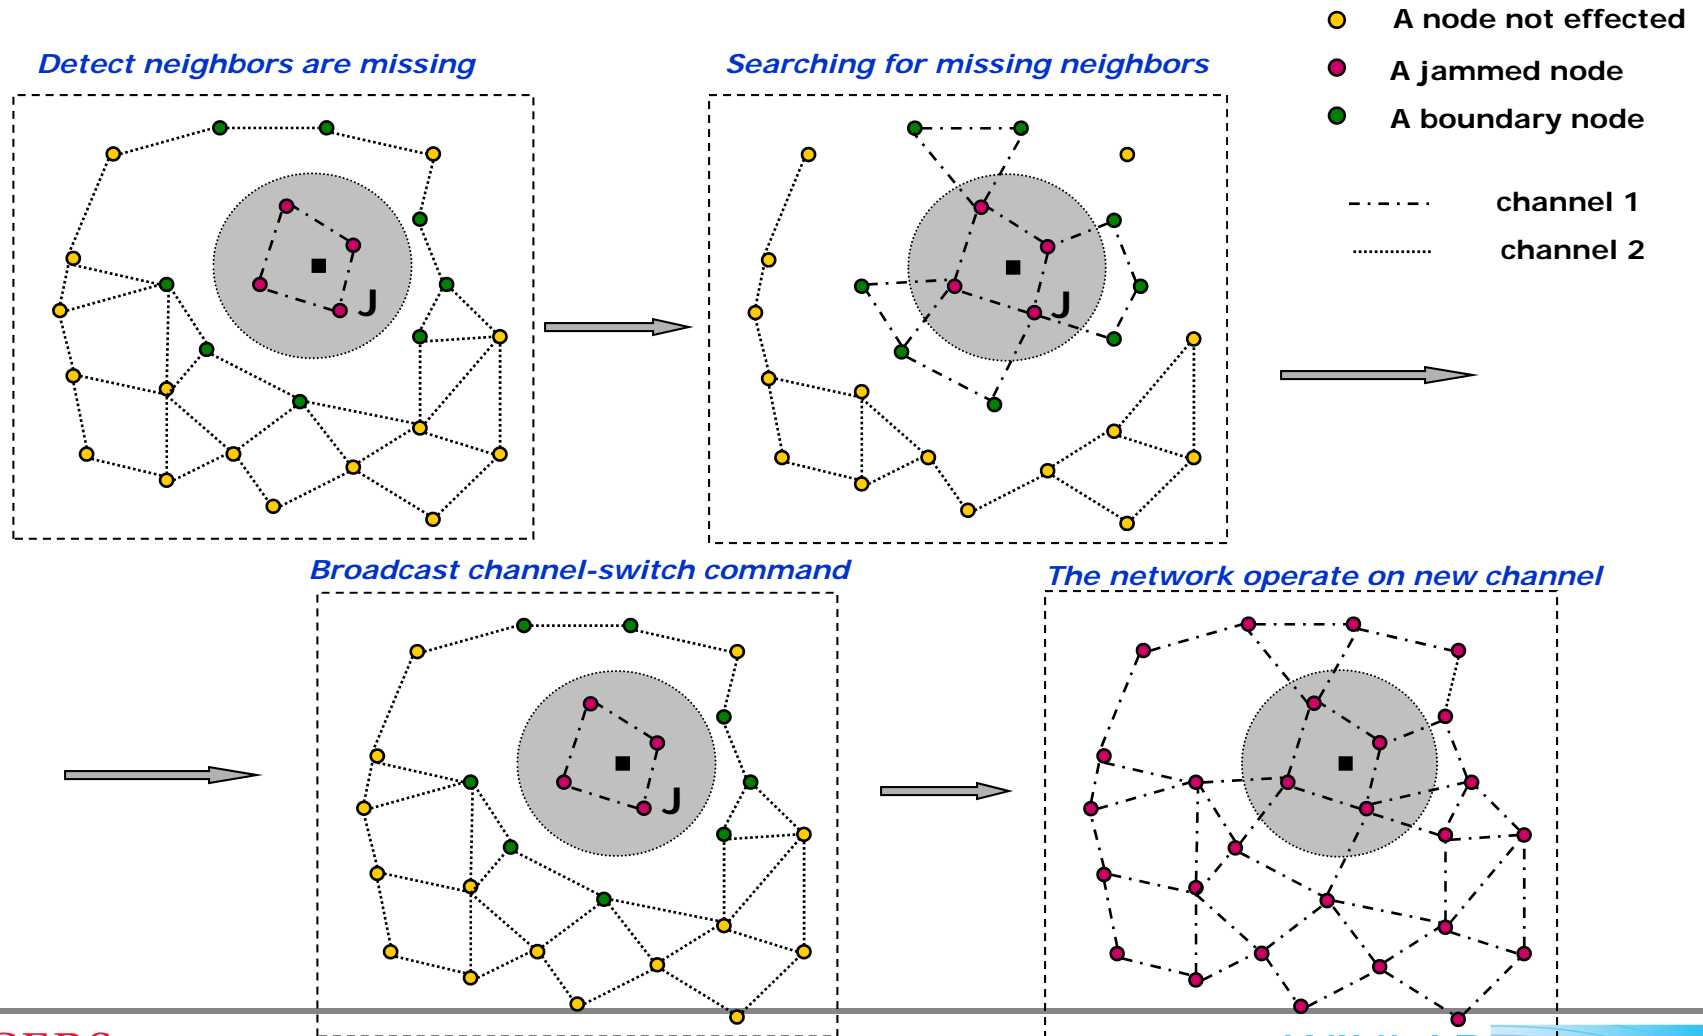 A node not effected
Detect neighbors are missing
Searching for missing neighbors
A jammed node
A boundary node
channel 1
channel 2
J
J
Broadcast channel-switch command
The network operate on new channel
J